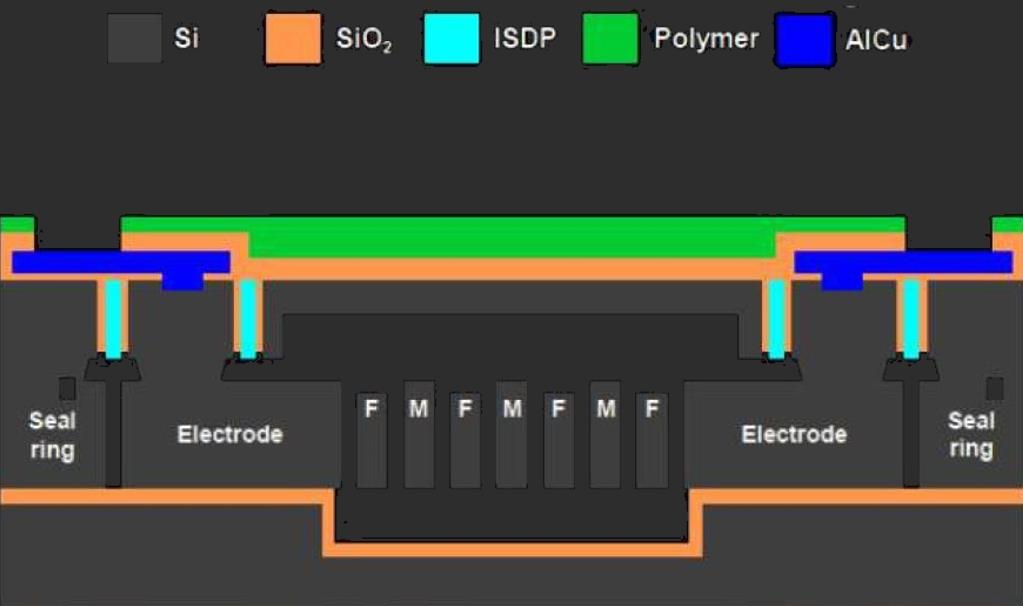 Si SiO₂ ISDP Polymer AlCu
F M F M F M F
Seal
ring
Electrode
Electrode
Seal
ring